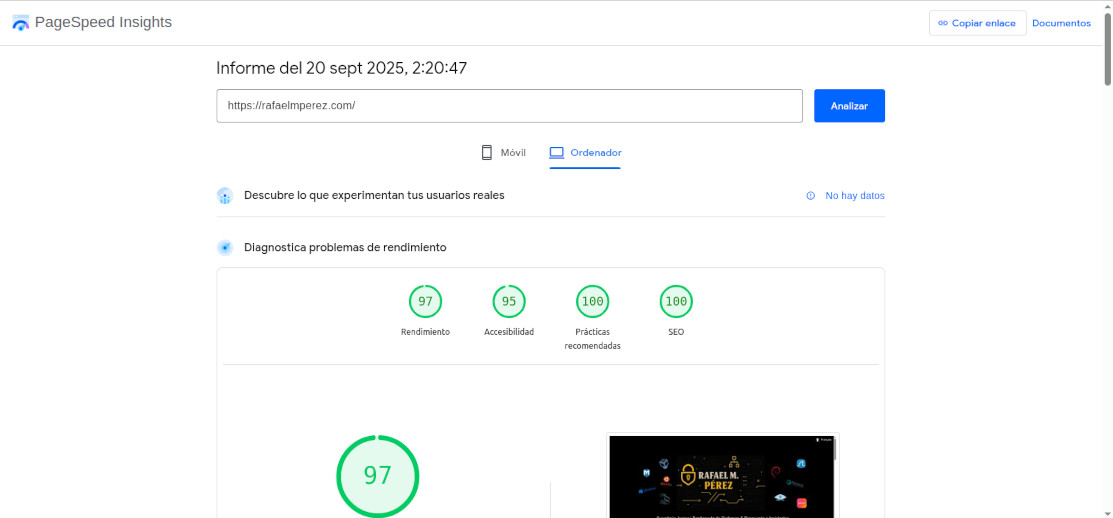 PageSpeed Insights
Copiar enlace
Documentos
Informe del 20 sept 2025, 2:20:47
https://rafaelmperez.com/
Analizar
Móvil
Ordenador
Descubre lo que experimentan tus usuarios reales
No hay datos
Diagnostica problemas de rendimiento
97
95
100
100
Rendimiento
Accesibilidad
Prácticas
recomendadas
SEO
97
RAFAEL M.
PÉREZ